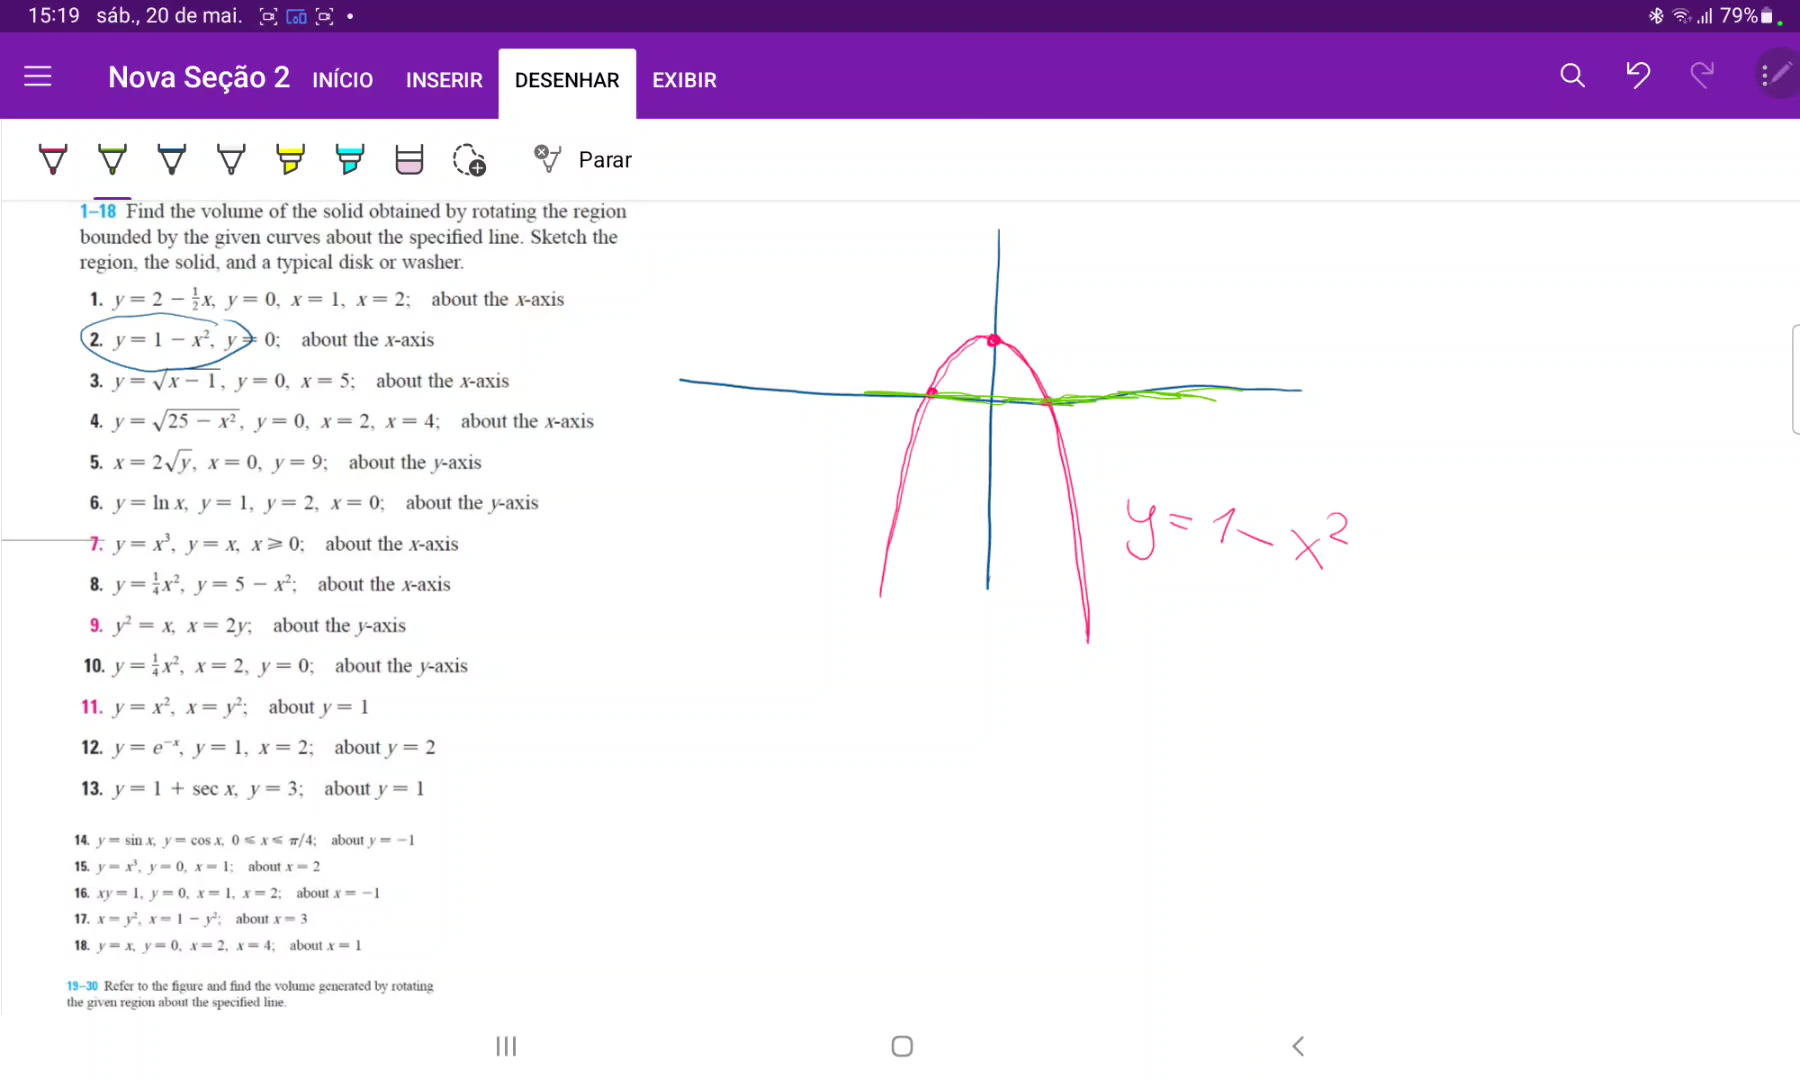 15:19 sáb., 20 de mai. 79%
Nova Seção 2 INÍCIO INSERIR DESENHAR EXIBIR
Parar
1–18 Find the volume of the solid obtained by rotating the region
bounded by the given curves about the specified line. Sketch the
region, the solid, and a typical disk or washer.
1. y = 2 − ½x, y = 0, x = 1, x = 2; about the x-axis
2. y = 1 − x², y = 0; about the x-axis
3. y = √(x − 1), y = 0, x = 5; about the x-axis
4. y = √(25 − x²), y = 0, x = 2, x = 4; about the x-axis
5. x = 2√y, x = 0, y = 9; about the y-axis
6. y = ln x, y = 1, y = 2, x = 0; about the y-axis
7. y = x³, y = x, x ⩾ 0; about the x-axis
8. y = ¼x², y = 5 − x²; about the x-axis
9. y² = x, x = 2y; about the y-axis
10. y = ¼x², x = 2, y = 0; about the y-axis
11. y = x², x = y²; about y = 1
12. y = e⁻ˣ, y = 1, x = 2; about y = 2
13. y = 1 + sec x, y = 3; about y = 1
14. y = sin x, y = cos x, 0 ⩽ x ⩽ π/4; about y = −1
15. y = x³, y = 0, x = 1; about x = 2
16. xy = 1, y = 0, x = 1, x = 2; about x = −1
17. x = y², x = 1 − y²; about x = 3
18. y = x, y = 0, x = 2, x = 4; about x = 1
19–30 Refer to the figure and find the volume generated by rotating
the given region about the specified line.
y = 1 − x²